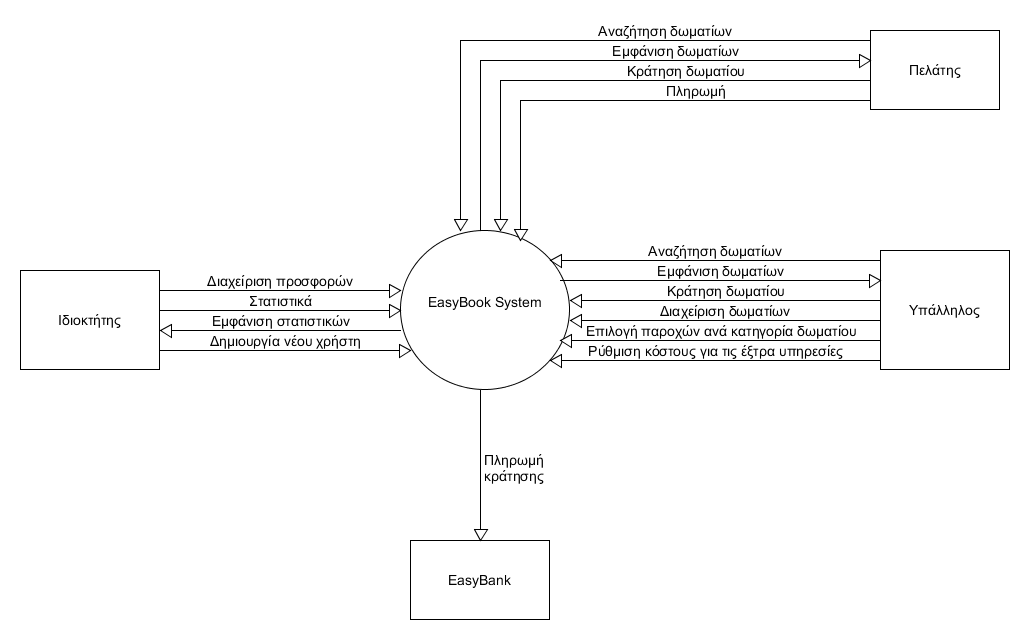 Αναζήτηση δωματίων
Εμφάνιση δωματίων
Κράτηση δωματίου
Πληρωμή
Πελάτης
Διαχείριση προσφορών
Στατιστικά
Εμφάνιση στατιστικών
Δημιουργία νέου χρήστη
Ιδιοκτήτης
EasyBook System
Αναζήτηση δωματίων
Εμφάνιση δωματίων
Κράτηση δωματίου
Διαχείριση δωματίων
Επιλογή παροχών ανά κατηγορία δωματίου
Ρύθμιση κόστους για τις έξτρα υπηρεσίες
Υπάλληλος
Πληρωμή
κράτησης
EasyBank